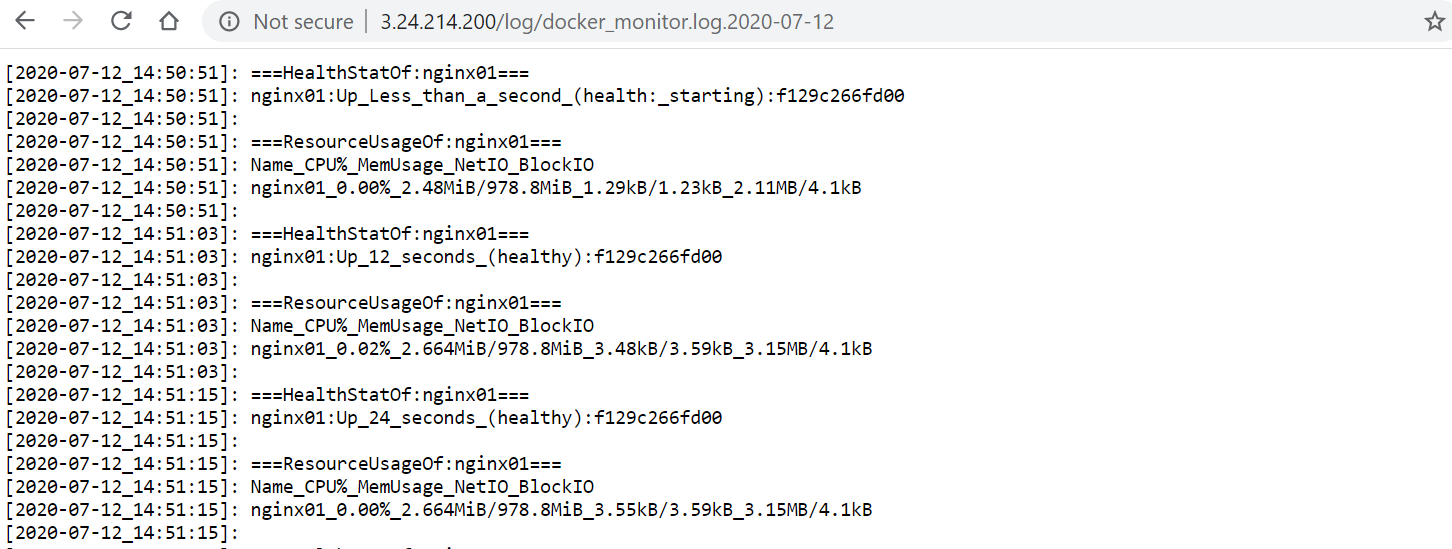 Not secure | 3.24.214.200/log/docker_monitor.log.2020-07-12
[2020-07-12_14:50:51]: ===HealthStatOf:nginx01===
[2020-07-12_14:50:51]: nginx01:Up_Less_than_a_second_(health:_starting):f129c266fd00
[2020-07-12_14:50:51]:
[2020-07-12_14:50:51]: ===ResourceUsageOf:nginx01===
[2020-07-12_14:50:51]: Name_CPU%_MemUsage_NetIO_BlockIO
[2020-07-12_14:50:51]: nginx01_0.00%_2.48MiB/978.8MiB_1.29kB/1.23kB_2.11MB/4.1kB
[2020-07-12_14:50:51]:
[2020-07-12_14:51:03]: ===HealthStatOf:nginx01===
[2020-07-12_14:51:03]: nginx01:Up_12_seconds_(healthy):f129c266fd00
[2020-07-12_14:51:03]:
[2020-07-12_14:51:03]: ===ResourceUsageOf:nginx01===
[2020-07-12_14:51:03]: Name_CPU%_MemUsage_NetIO_BlockIO
[2020-07-12_14:51:03]: nginx01_0.02%_2.664MiB/978.8MiB_3.48kB/3.59kB_3.15MB/4.1kB
[2020-07-12_14:51:03]:
[2020-07-12_14:51:15]: ===HealthStatOf:nginx01===
[2020-07-12_14:51:15]: nginx01:Up_24_seconds_(healthy):f129c266fd00
[2020-07-12_14:51:15]:
[2020-07-12_14:51:15]: ===ResourceUsageOf:nginx01===
[2020-07-12_14:51:15]: Name_CPU%_MemUsage_NetIO_BlockIO
[2020-07-12_14:51:15]: nginx01_0.00%_2.664MiB/978.8MiB_3.55kB/3.59kB_3.15MB/4.1kB
[2020-07-12_14:51:15]: